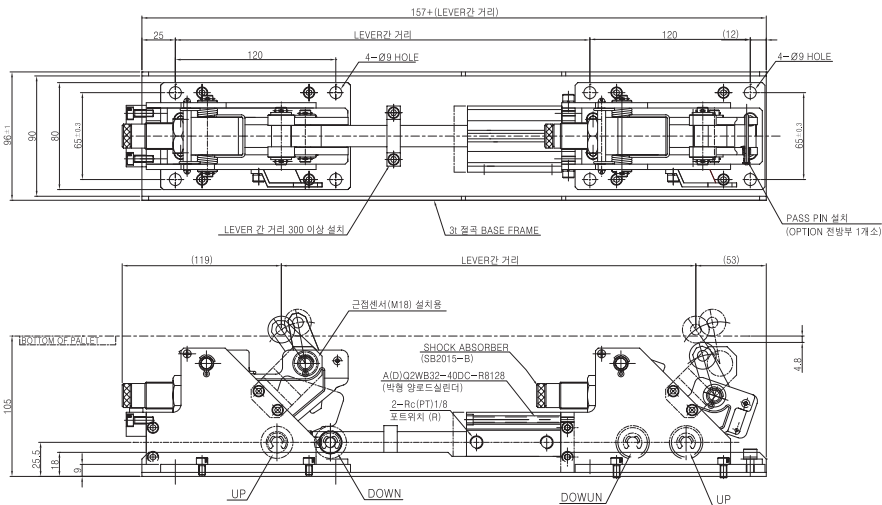 157+(LEVER간 거리)
25
LEVER간 거리
120
(12)
120
4-Ø9 HOLE
4-Ø9 HOLE
96±1
90
80
65±0.3
65±0.3
LEVER 간 거리 300 이상 설치
3t 절곡 BASE FRAME
PASS PIN 설치
(OPTION 전방부 1개소)
(119)
LEVER간 거리
(53)
근접센서(M18) 설치용
BOTTOM OF PALLET
SHOCK ABSORBER
(SB2015-B)
A(D)Q2WB32-40DC-R8128
(박형 양로드실린더)
2-Rc(PT)1/8
포트위치 (R)
4.8
105
25.5
18
9
UP
DOWN
DOWUN
UP